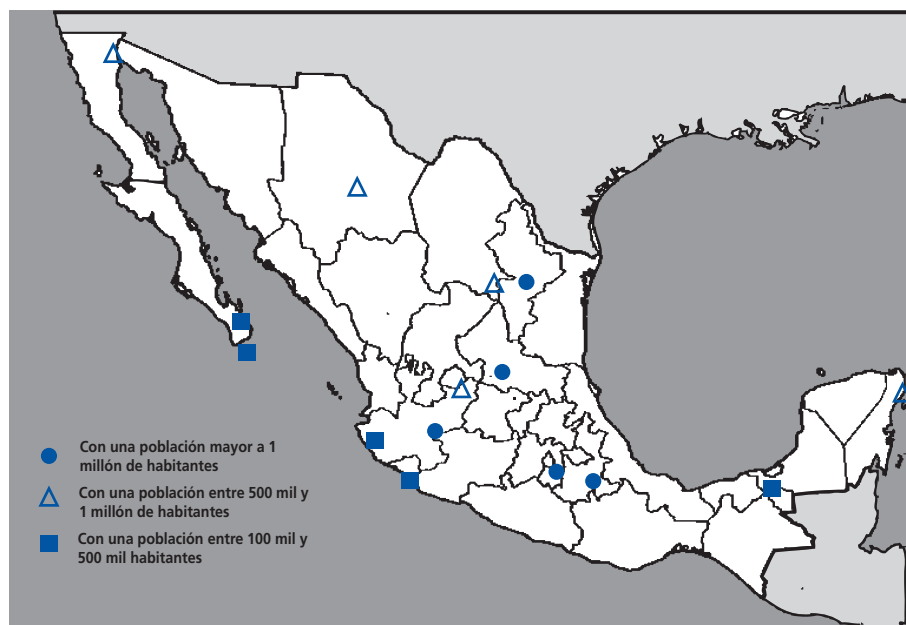 Con una población mayor a 1
millón de habitantes
Con una población entre 500 mil y
1 millón de habitantes
Con una población entre 100 mil y
500 mil habitantes